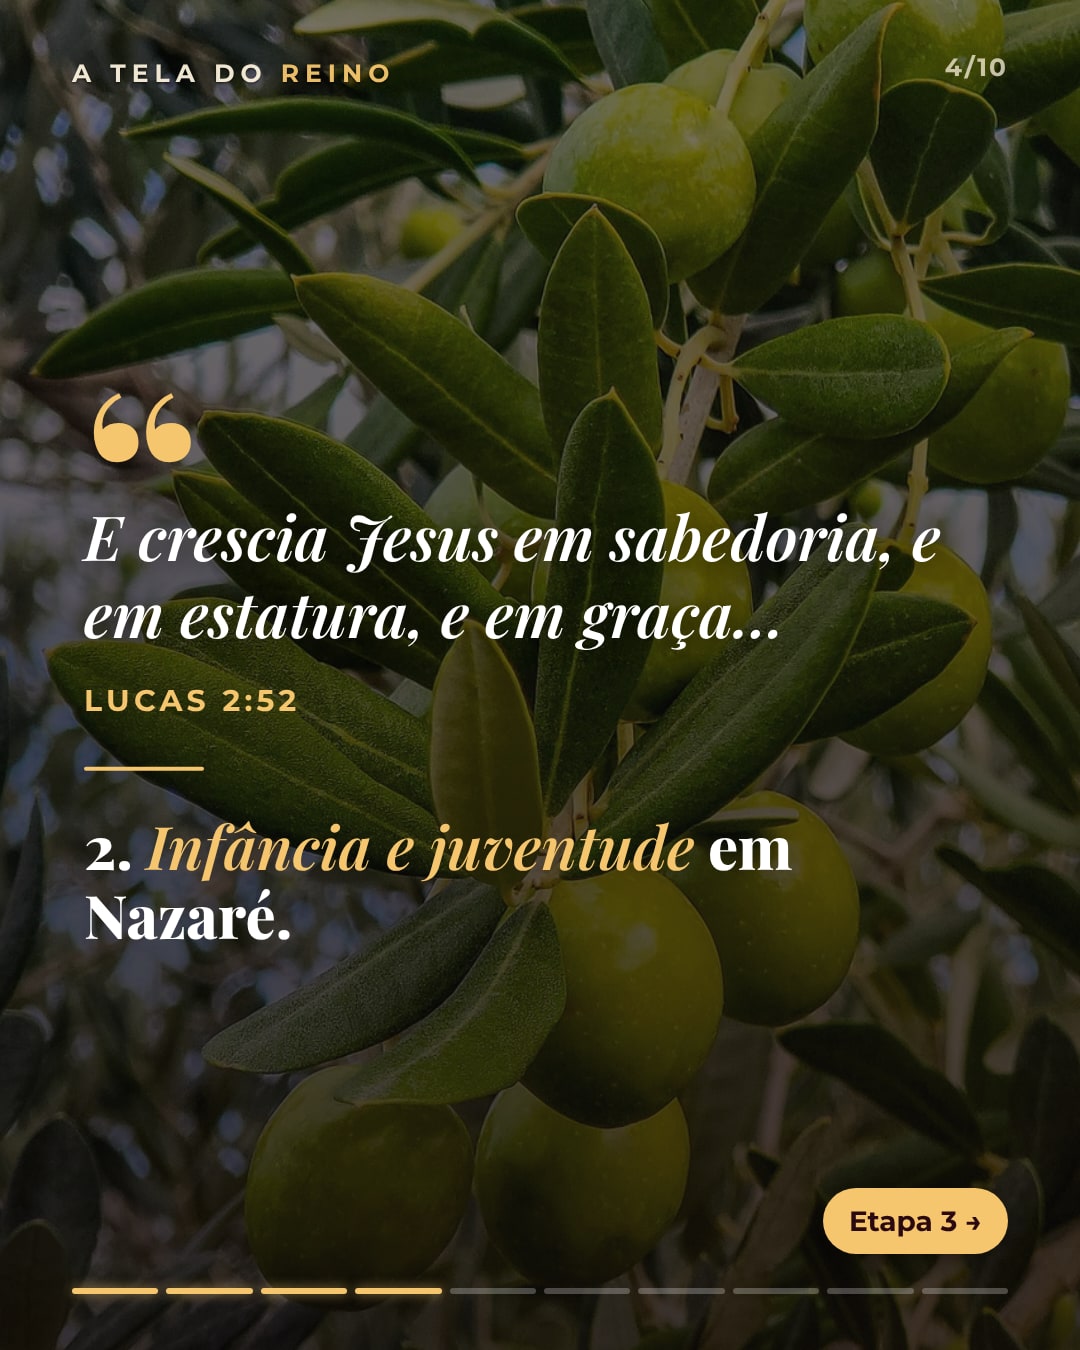 A TELA DO REINO
4/10
“
E crescia Jesus em sabedoria, e
em estatura, e em graça...
LUCAS 2:52
2. Infância e juventude em
Nazaré.
Etapa 3 →